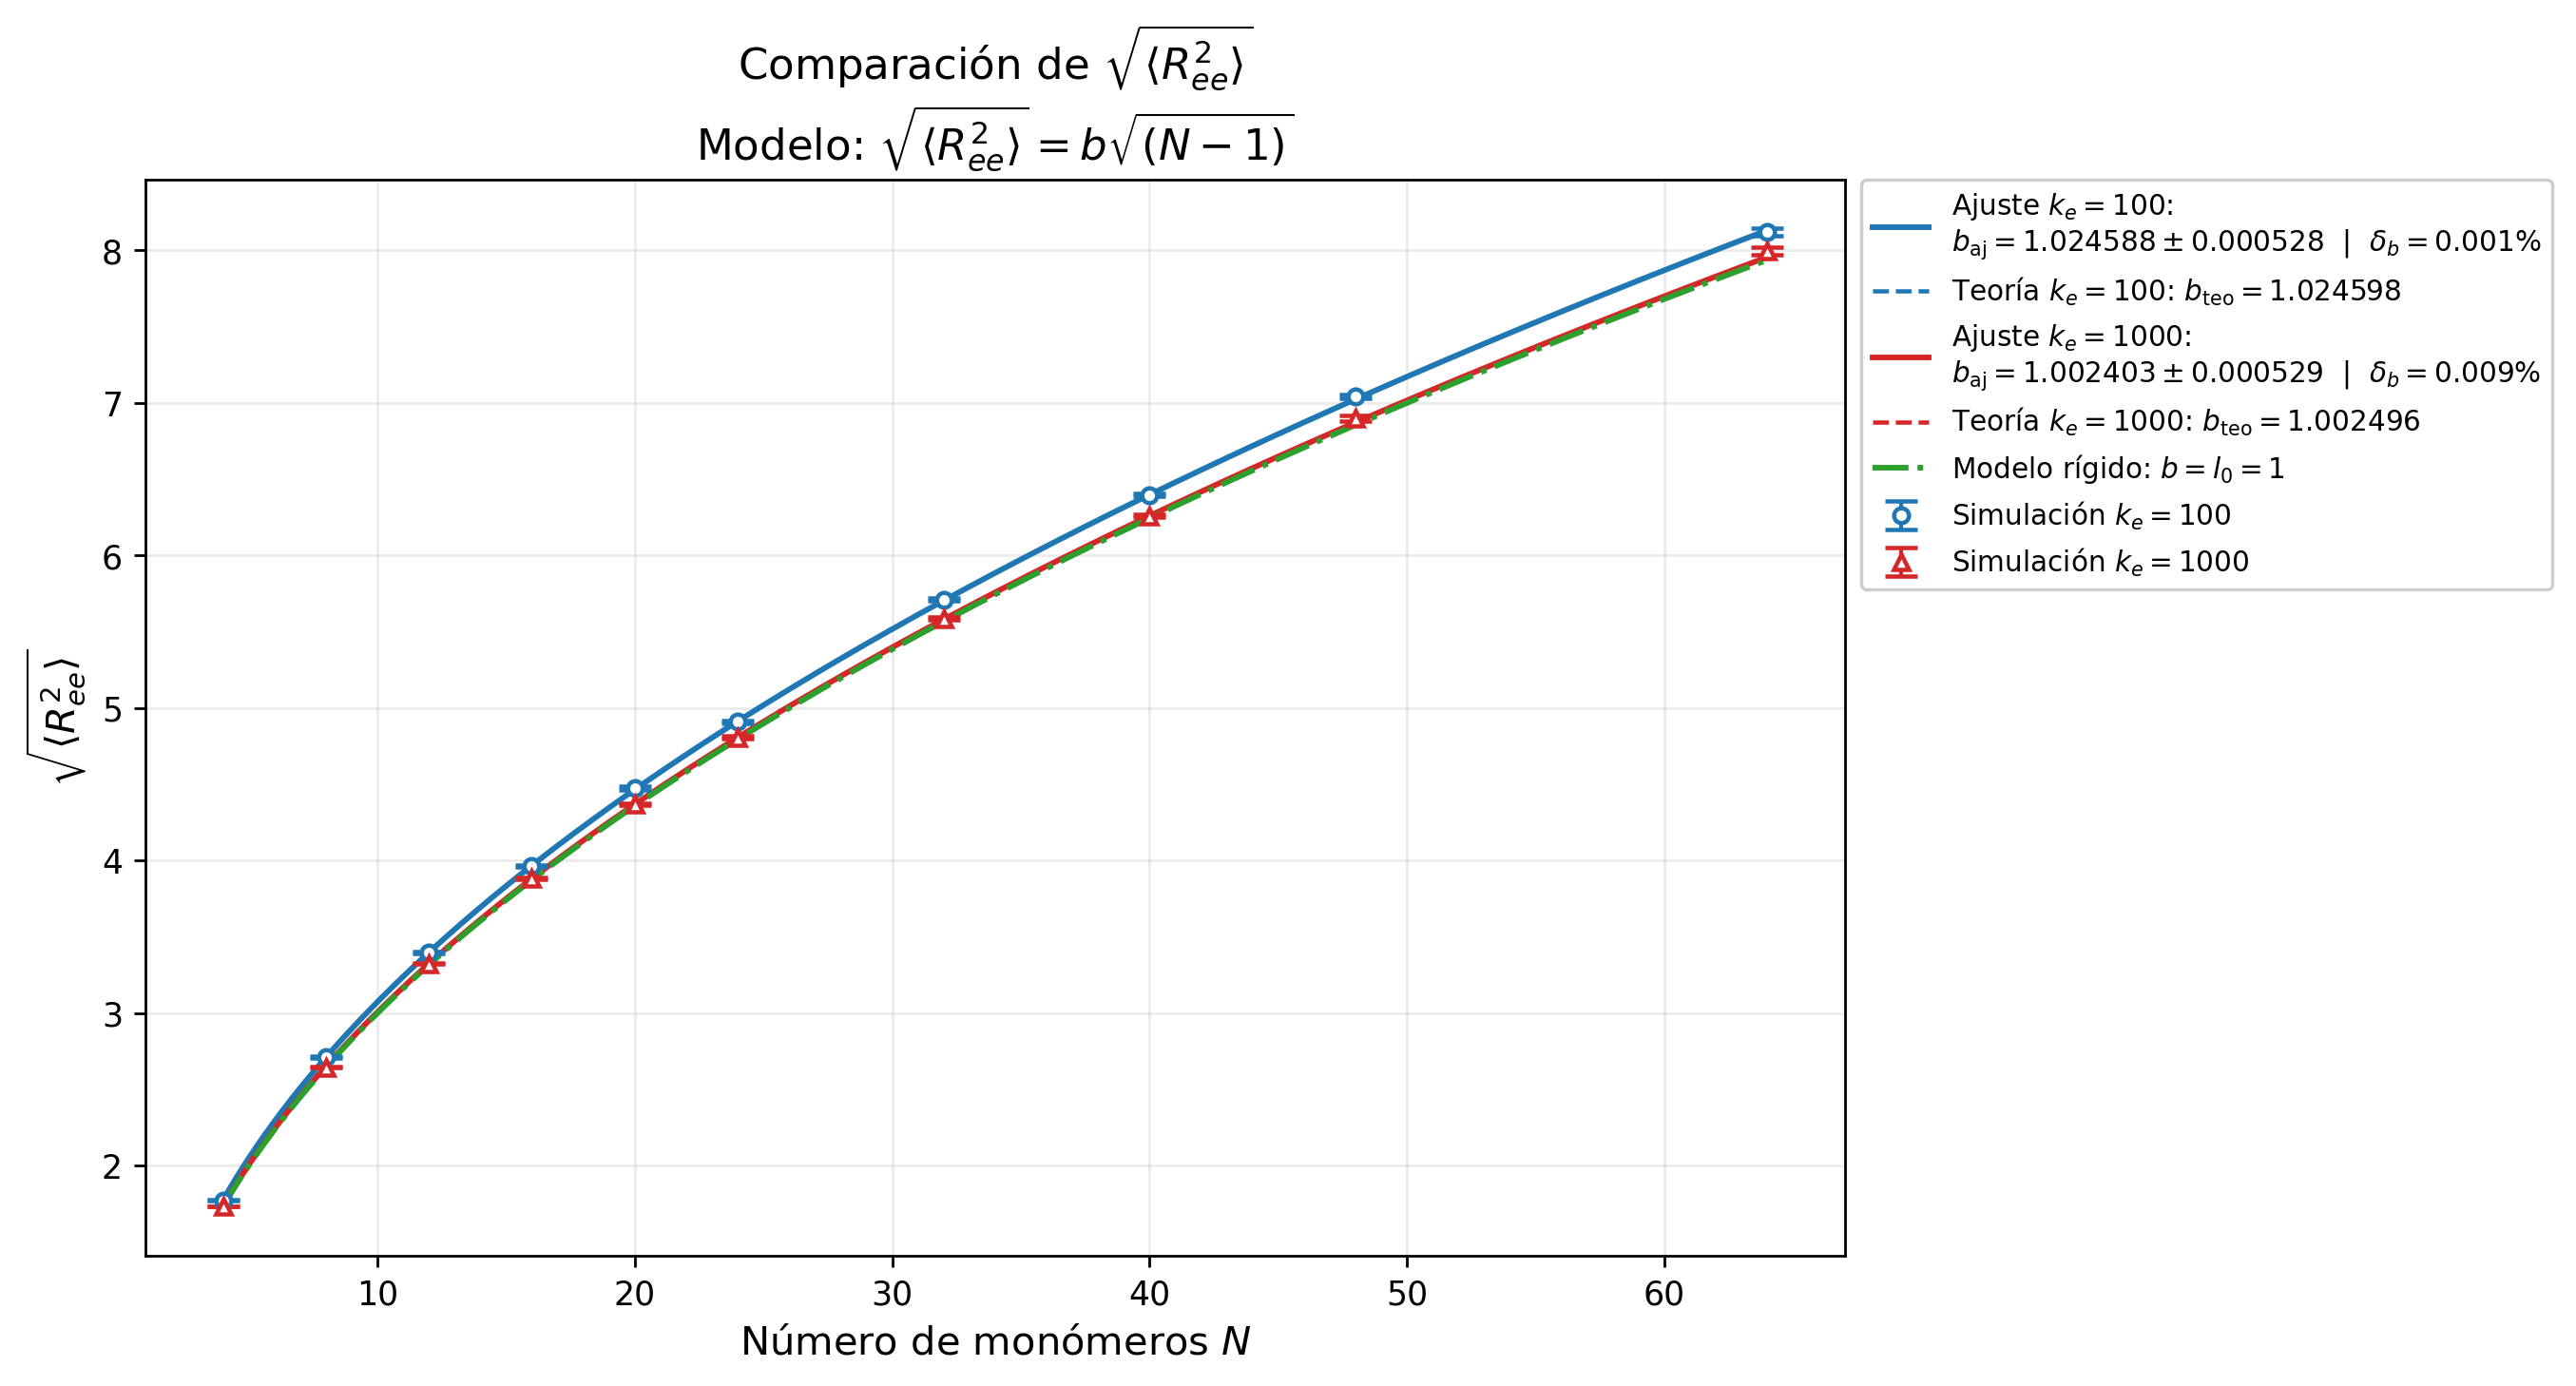 Comparación de √⟨R²ₑₑ⟩
Modelo: √⟨R²ₑₑ⟩ = b√(N − 1)
8
7
6
5
4
3
2
√⟨R²ₑₑ⟩
10 20 30 40 50 60
Número de monómeros N
Ajuste kₑ = 100:
b_aj = 1.024588 ± 0.000528 | δ_b = 0.001%
Teoría kₑ = 100: b_teo = 1.024598
Ajuste kₑ = 1000:
b_aj = 1.002403 ± 0.000529 | δ_b = 0.009%
Teoría kₑ = 1000: b_teo = 1.002496
Modelo rígido: b = l₀ = 1
Simulación kₑ = 100
Simulación kₑ = 1000